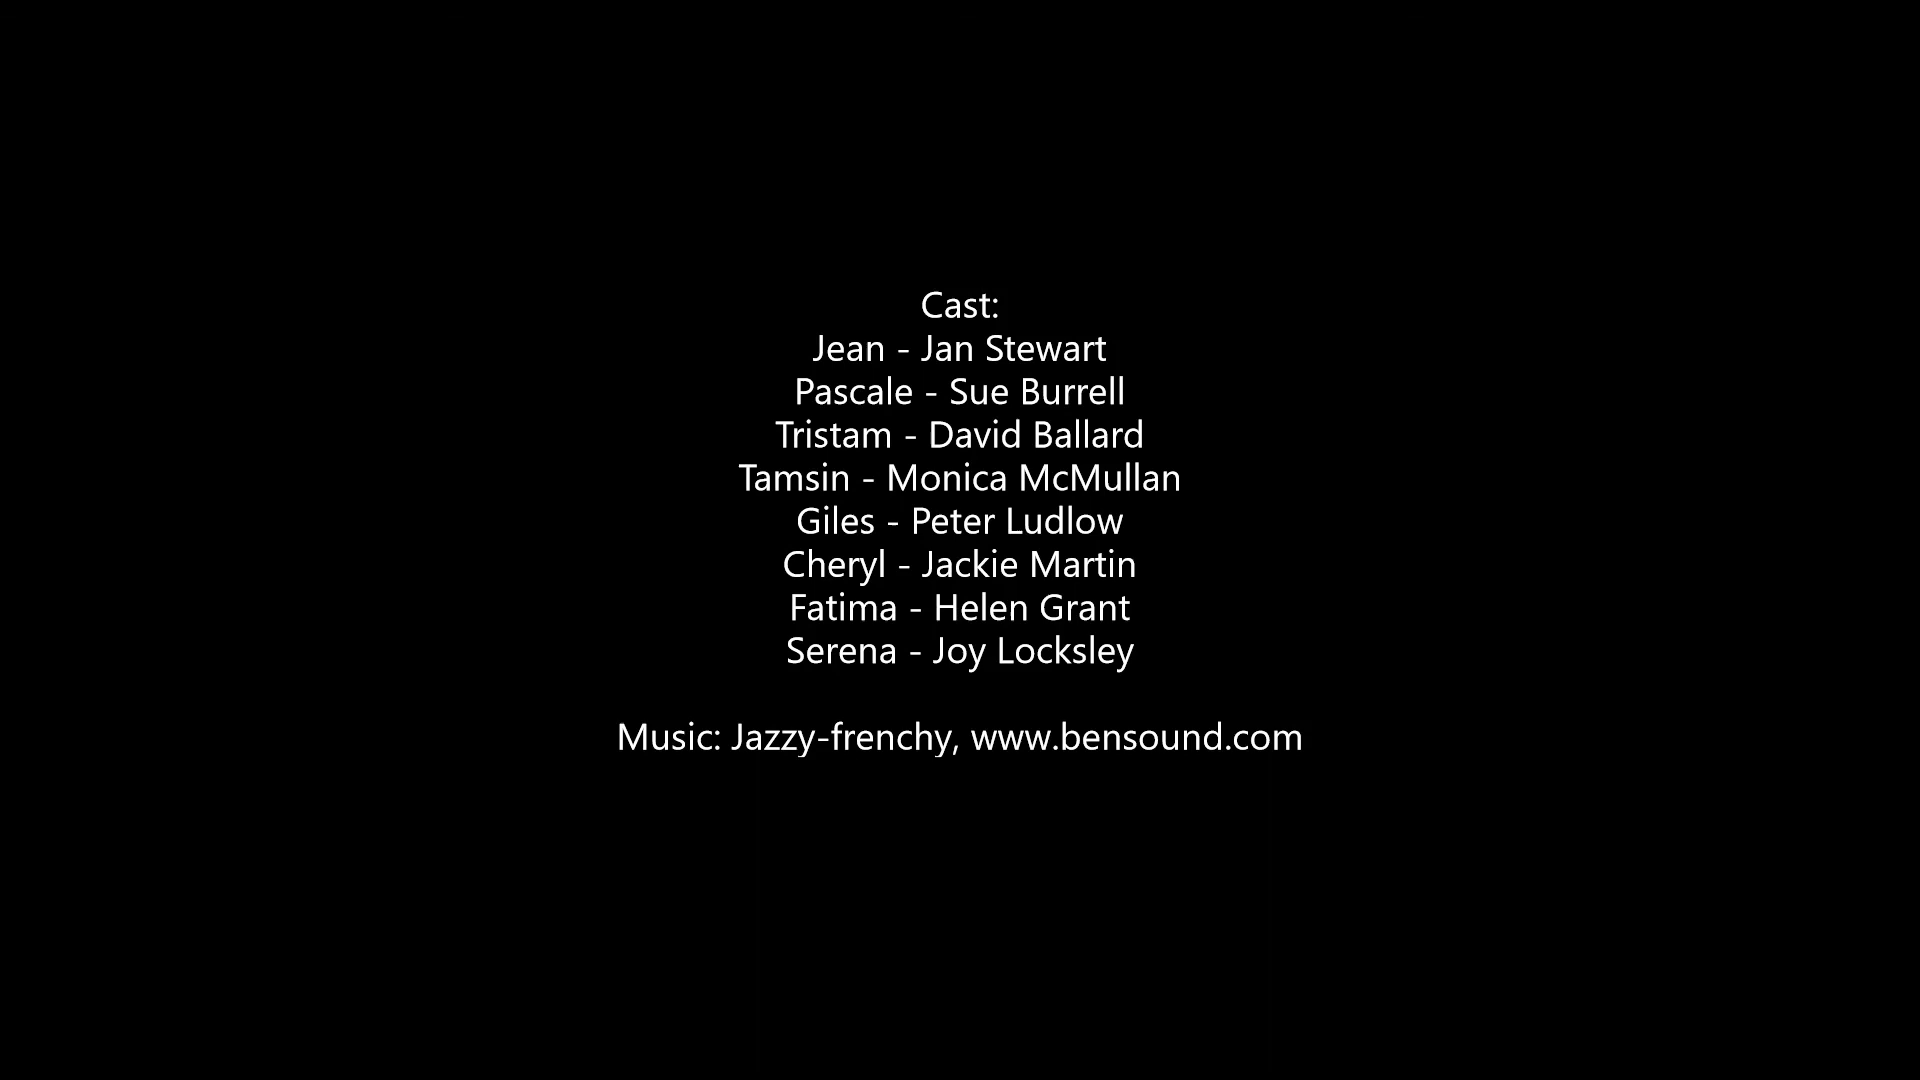 Cast:
Jean - Jan Stewart
Pascale - Sue Burrell
Tristam - David Ballard
Tamsin - Monica McMullan
Giles - Peter Ludlow
Cheryl - Jackie Martin
Fatima - Helen Grant
Serena - Joy Locksley
Music: Jazzy-frenchy, www.bensound.com